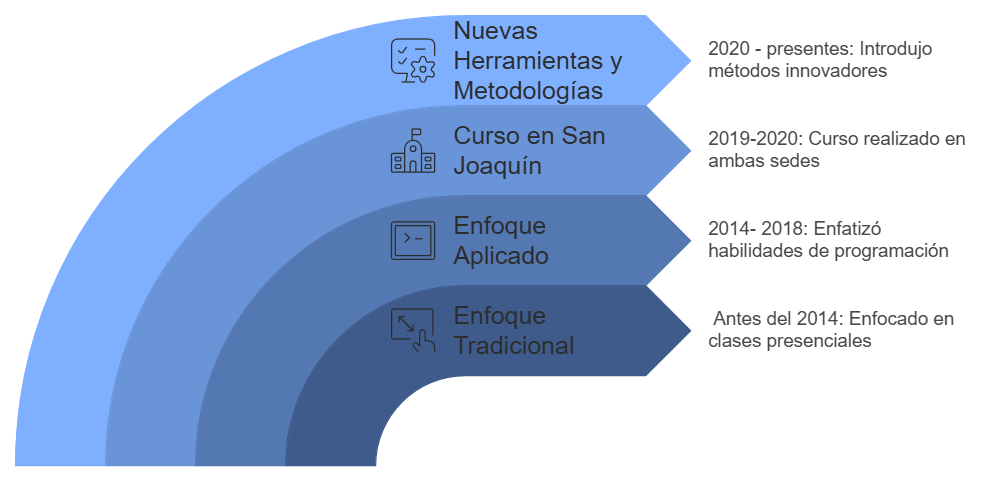 Nuevas
Herramientas y
Metodologías
2020 - presentes: Introdujo
métodos innovadores
Curso en San
Joaquín
2019-2020: Curso realizado en
ambas sedes
Enfoque
Aplicado
2014- 2018: Enfatizó
habilidades de programación
Enfoque
Tradicional
Antes del 2014: Enfocado en
clases presenciales